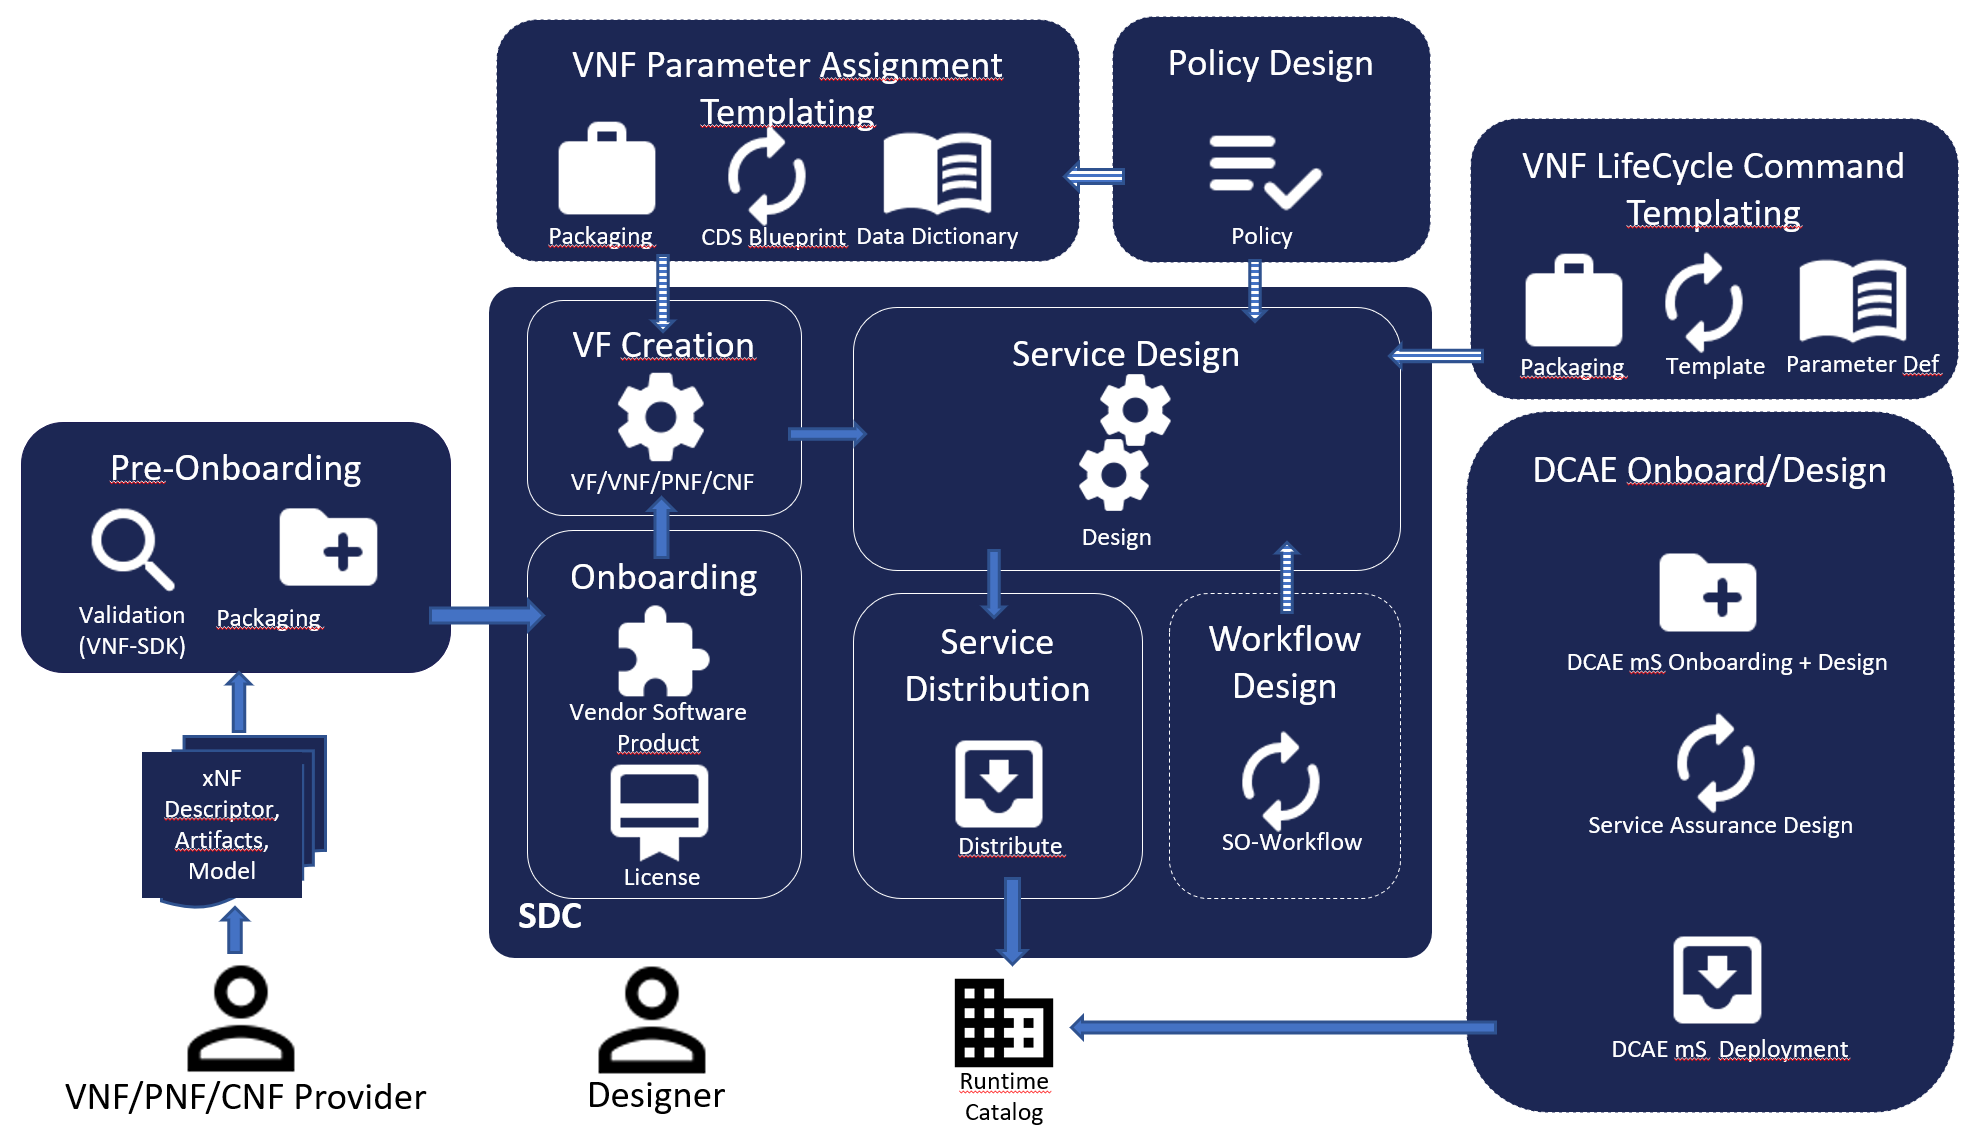 VNF Parameter Assignment
Templating
Packaging
CDS Blueprint
Data Dictionary
Policy Design
Policy
VNF LifeCycle Command
Templating
Packaging
Template
Parameter Def
VF Creation
VF/VNF/PNF/CNF
Service Design
Design
Pre-Onboarding
Validation
(VNF-SDK)
Packaging
Onboarding
Vendor Software
Product
License
Service
Distribution
Distribute
Workflow
Design
SO-Workflow
SDC
DCAE Onboard/Design
DCAE mS Onboarding + Design
Service Assurance Design
DCAE mS Deployment
xNF
Descriptor,
Artifacts,
Model
VNF/PNF/CNF Provider
Designer
Runtime
Catalog